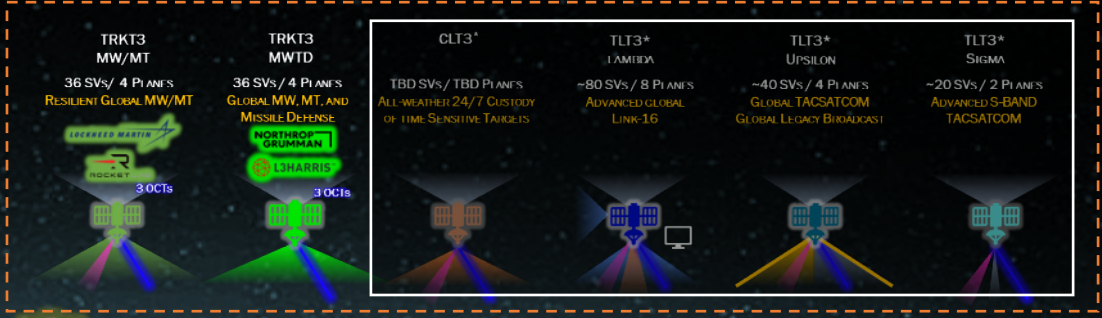 TRKT3
MW/MT
36 SVs/ 4 Planes
Resilient Global MW/MT
LOCKHEED MARTIN
ROCKET
3 OCTs
TRKT3
MWTD
36 SVs/ 4 Planes
Global MW, MT, and
Missile Defense
NORTHROP
GRUMMAN
L3HARRIS™
3 OCTs
CLT3*
TBD SVs/ TBD Planes
All-weather 24/7 Custody
of time Sensitive Targets
TLT3*
Lambda
~80 SVs/ 8 Planes
Advanced global
Link-16
TLT3*
Upsilon
~40 SVs/ 4 Planes
Global TACSATCOM
Global Legacy Broadcast
TLT3*
Sigma
~20 SVs/ 2 Planes
Advanced S-BAND
TACSATCOM